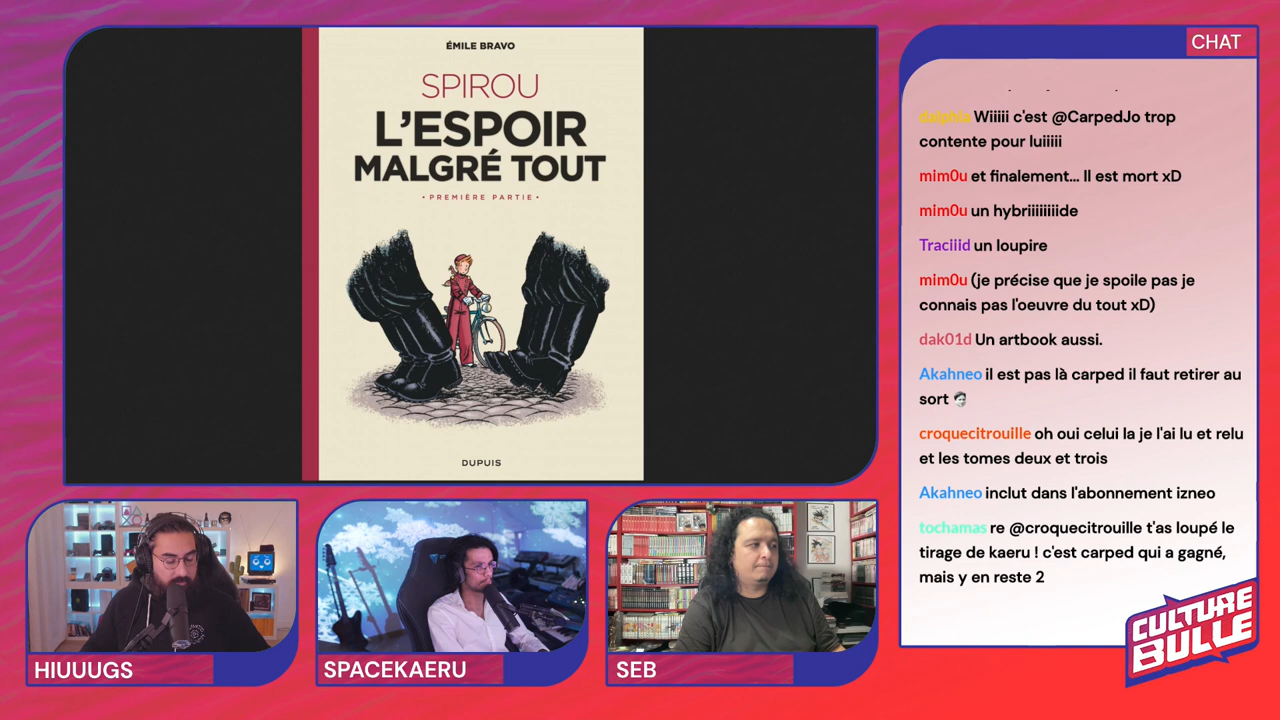 ÉMILE BRAVO
SPIROU
L'ESPOIR
MALGRÉ TOUT
• PREMIÈRE PARTIE •
DUPUIS
HIUUUGS
SPACEKAERU
SEB
CHAT
dalphia Wiiiii c'est @CarpedJo trop
contente pour luiiiii
mim0u et finalement... Il est mort xD
mim0u un hybriiiiiiiide
Traciiid un loupire
mim0u (je précise que je spoile pas je
connais pas l'oeuvre du tout xD)
dak01d Un artbook aussi.
Akahneo il est pas là carped il faut retirer au
sort
croquecitrouille oh oui celui la je l'ai lu et relu
et les tomes deux et trois
Akahneo inclut dans l'abonnement izneo
tochamas re @croquecitrouille t'as loupé le
tirage de kaeru ! c'est carped qui a gagné,
mais y en reste 2
CULTURE
BULLE